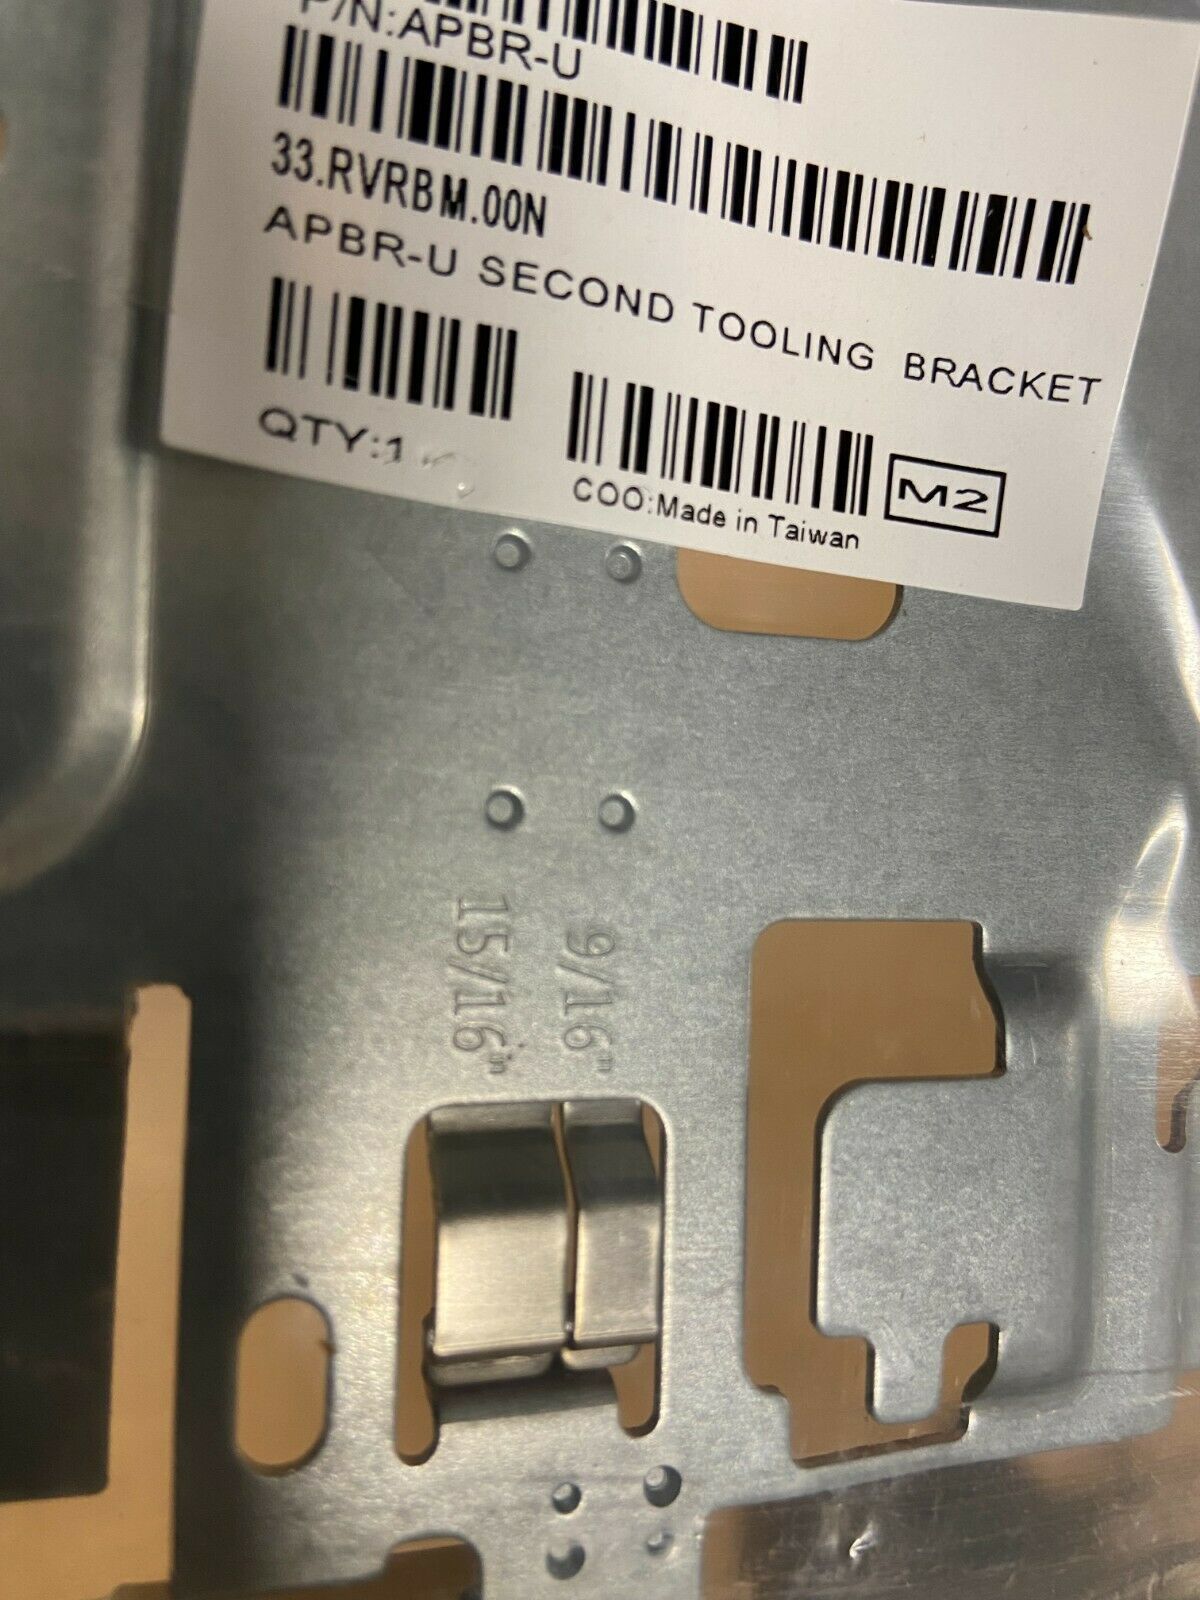 P/N:APBR-U
33.RVRBM.00N
APBR-U SECOND TOOLING BRACKET
QTY:1
COO:Made in Taiwan
M2
15/16"
9/16"